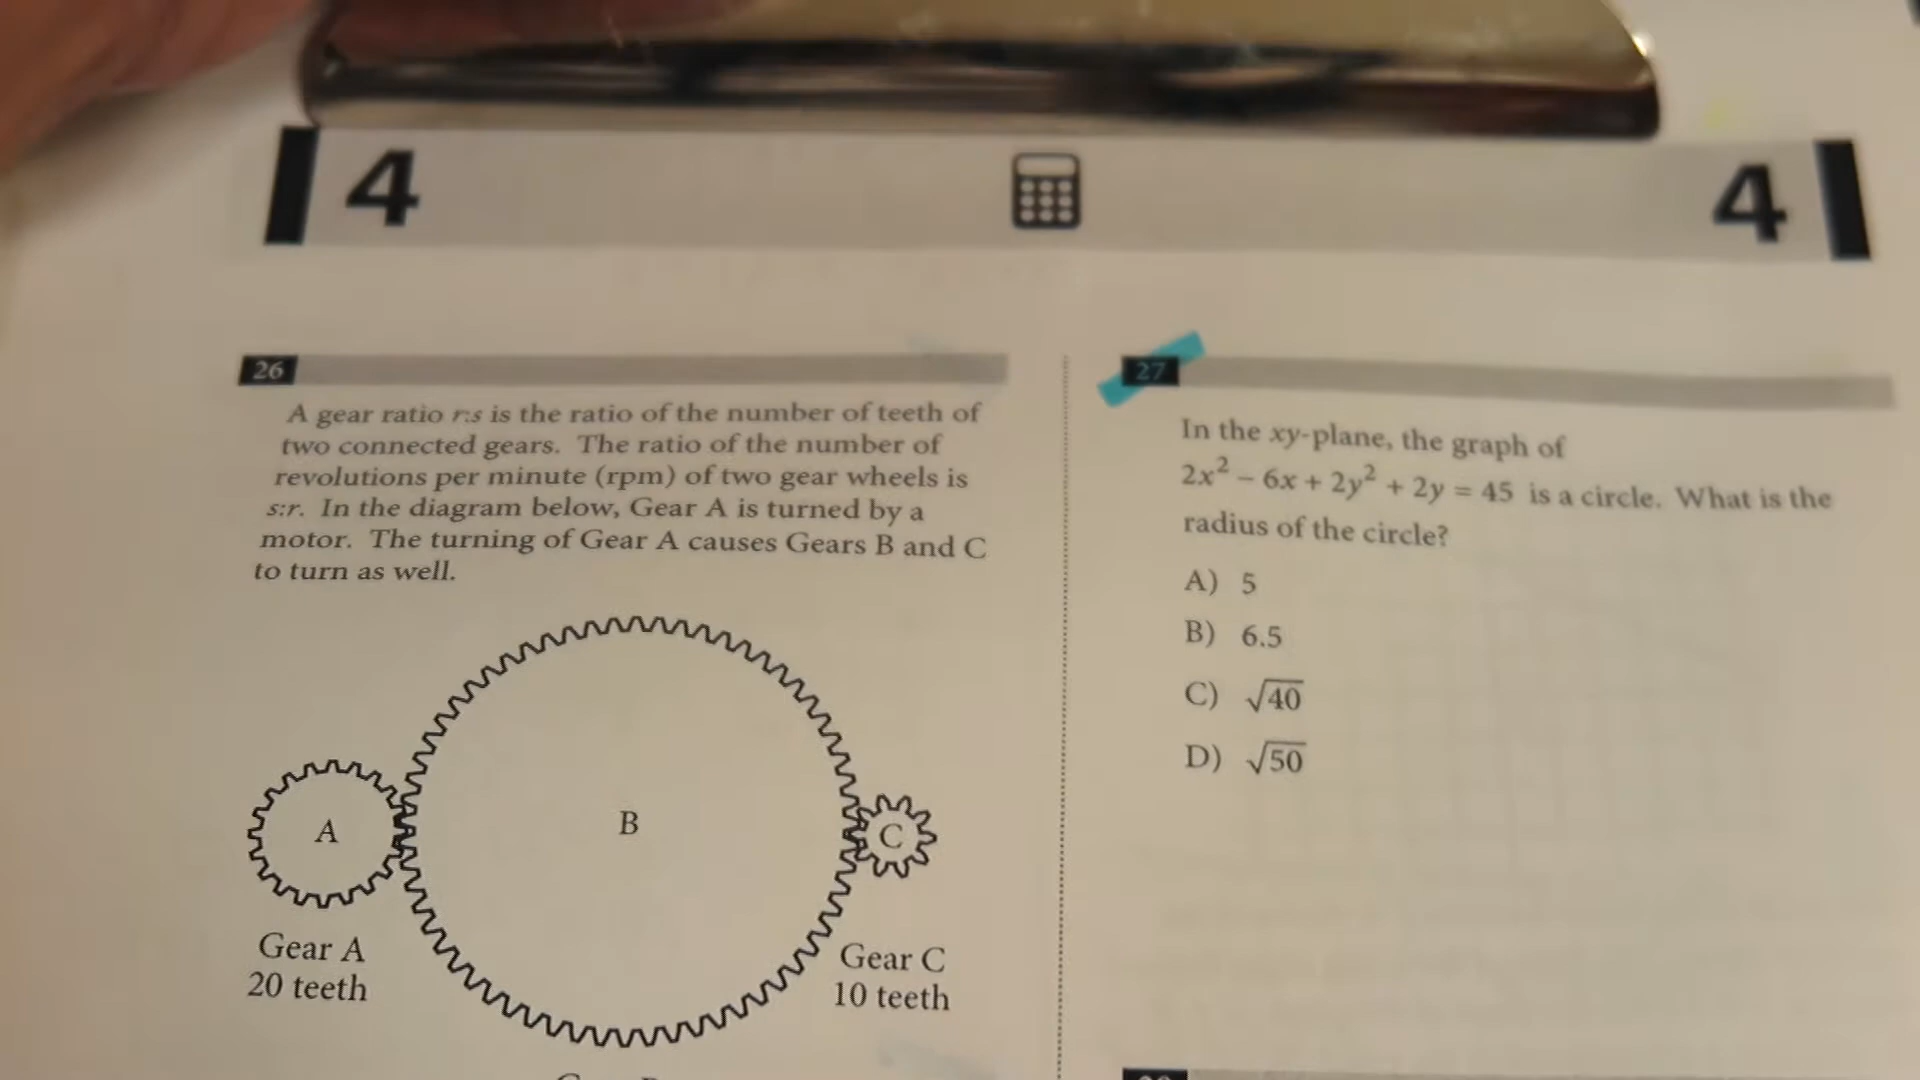 4 4
26
A gear ratio r:s is the ratio of the number of teeth of
two connected gears. The ratio of the number of
revolutions per minute (rpm) of two gear wheels is
s:r. In the diagram below, Gear A is turned by a
motor. The turning of Gear A causes Gears B and C
to turn as well.
A
B
C
Gear A
20 teeth
Gear C
10 teeth
27
In the xy-plane, the graph of
2x² − 6x + 2y² + 2y = 45 is a circle. What is the
radius of the circle?
A) 5
B) 6.5
C) √40
D) √50